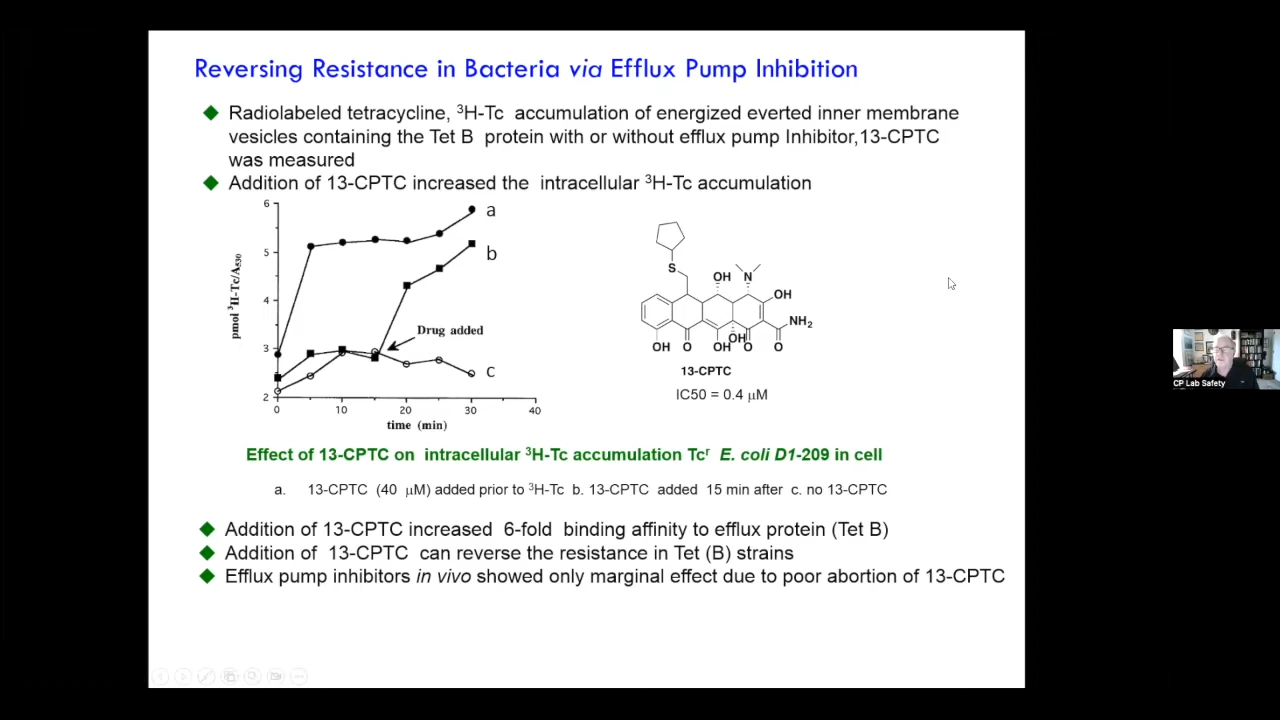 Reversing Resistance in Bacteria via Efflux Pump Inhibition
Radiolabeled tetracycline, ³H-Tc accumulation of energized everted inner membrane
vesicles containing the Tet B protein with or without efflux pump Inhibitor,13-CPTC
was measured
Addition of 13-CPTC increased the intracellular ³H-Tc accumulation
6
5
4
3
2
pmol ³H-Tc/A₅₃₀
a
b
c
Drug added
0 10 20 30 40
time (min)
S
OH
N
OH
NH₂
OH O OH OH O O
13-CPTC
IC50 = 0.4 μM
Effect of 13-CPTC on intracellular ³H-Tc accumulation Tcʳ E. coli D1-209 in cell
a. 13-CPTC (40 μM) added prior to ³H-Tc b. 13-CPTC added 15 min after c. no 13-CPTC
Addition of 13-CPTC increased 6-fold binding affinity to efflux protein (Tet B)
Addition of 13-CPTC can reverse the resistance in Tet (B) strains
Efflux pump inhibitors in vivo showed only marginal effect due to poor abortion of 13-CPTC
CP Lab Safety